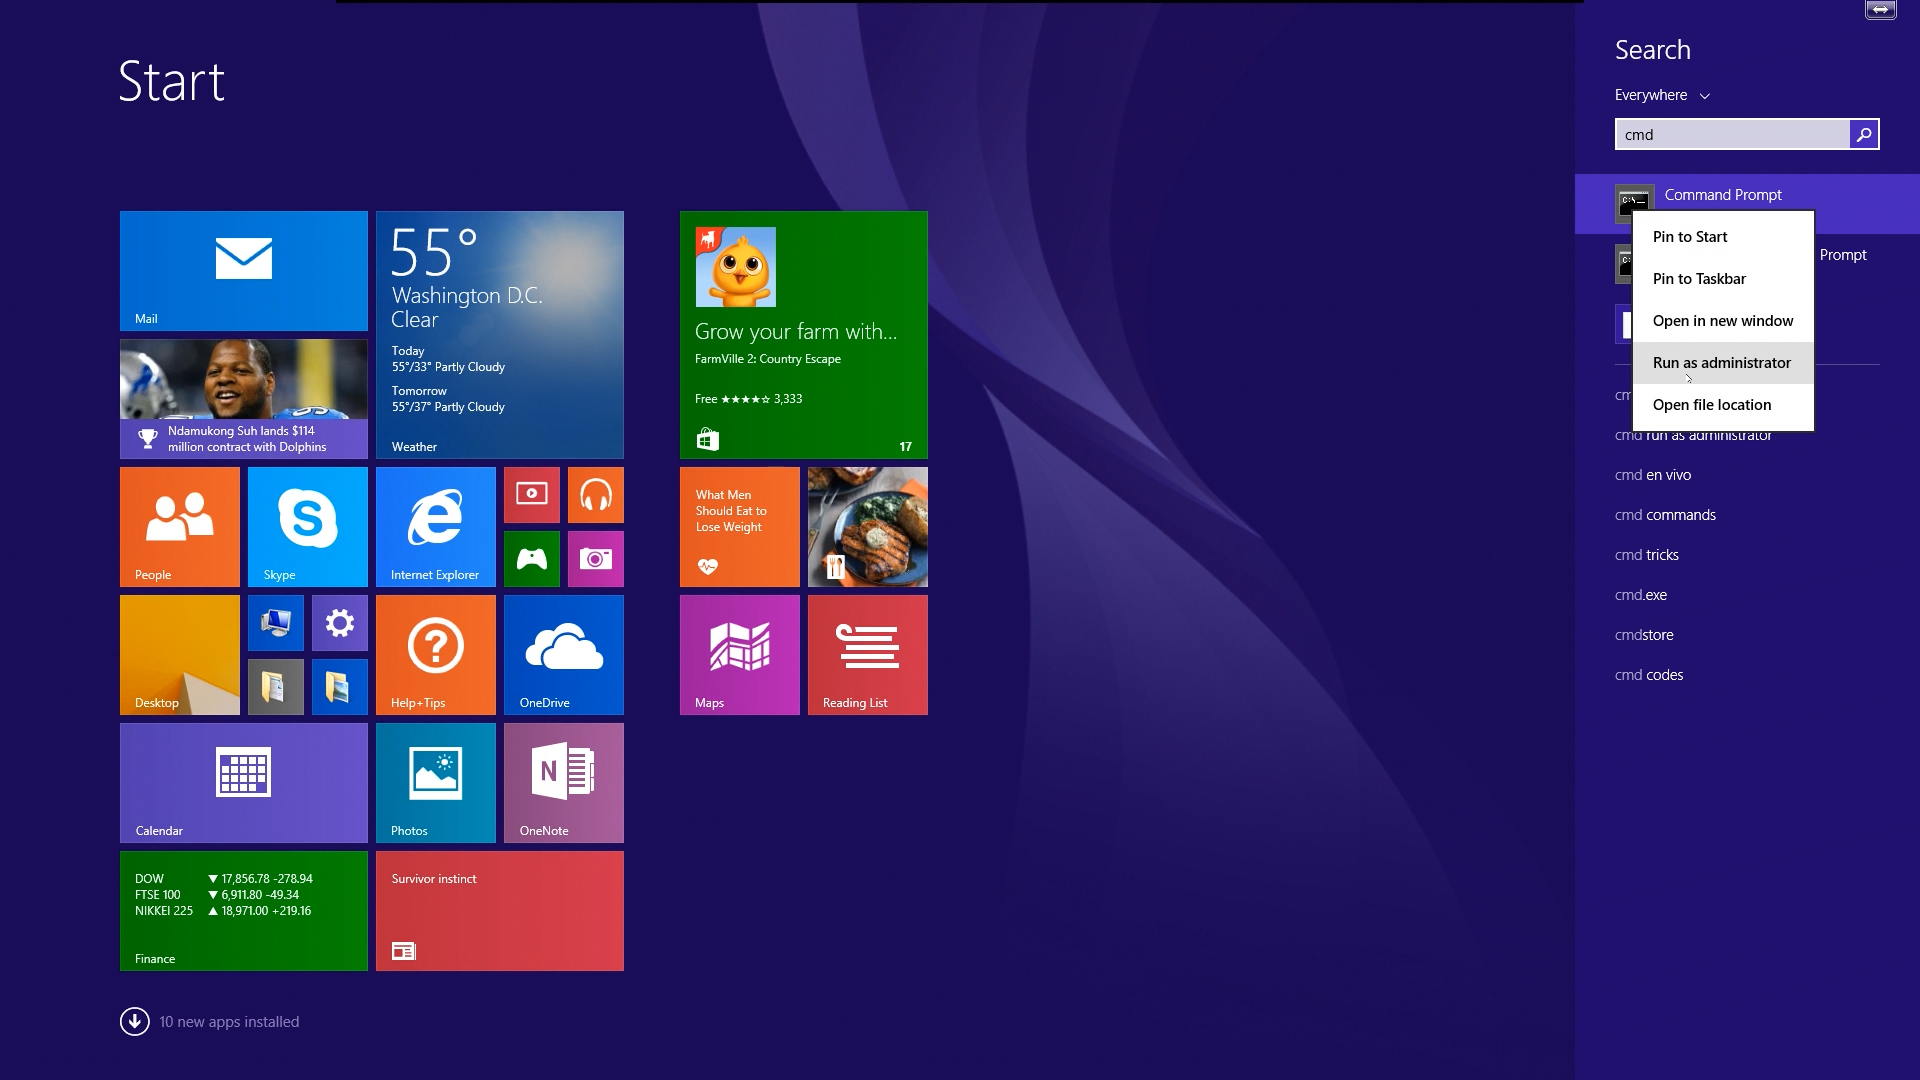 Start
Search
Everywhere
cmd
Command Prompt
Prompt
Pin to Start
Pin to Taskbar
Open in new window
Run as administrator
Open file location
cmd run as administrator
cmd en vivo
cmd commands
cmd tricks
cmd.exe
cmdstore
cmd codes
Mail
55°
Washington D.C.
Clear
Today
55°/33° Partly Cloudy
Tomorrow
55°/37° Partly Cloudy
Weather
Ndamukong Suh lands $114
million contract with Dolphins
Grow your farm with...
FarmVille 2: Country Escape
Free ★★★★☆ 3,333
17
People
Skype
Internet Explorer
What Men
Should Eat to
Lose Weight
Desktop
Help+Tips
OneDrive
Maps
Reading List
Calendar
Photos
N
OneNote
DOW ▼ 17,856.78 -278.94
FTSE 100 ▼ 6,911.80 -49.34
NIKKEI 225 ▲ 18,971.00 +219.16
Finance
Survivor instinct
10 new apps installed